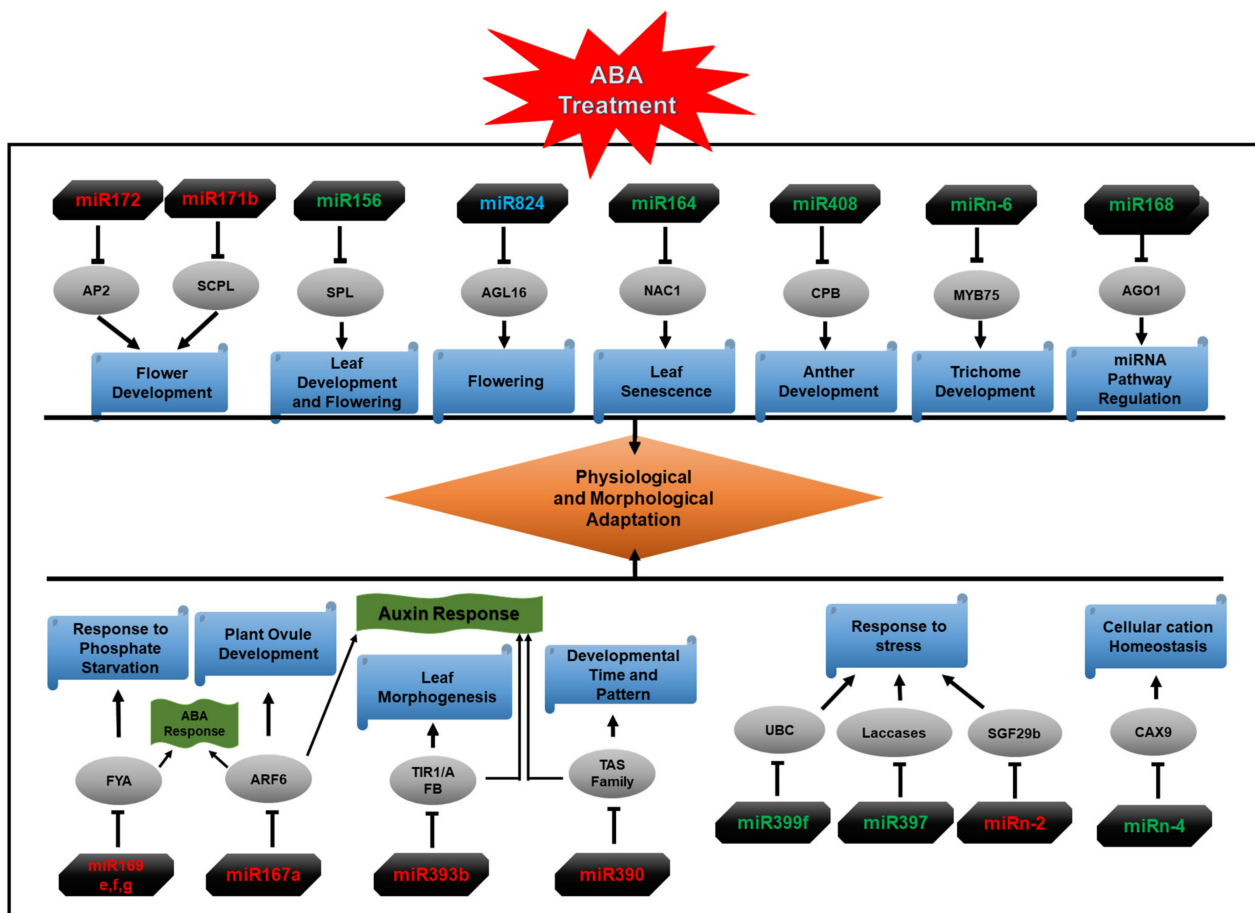 ABA
Treatment
miR172
miR171b
miR156
miR824
miR164
miR408
miRn-6
miR168
AP2
SCPL
SPL
AGL16
NAC1
CPB
MYB75
AGO1
Flower
Development
Leaf
Development
and Flowering
Flowering
Leaf
Senescence
Anther
Development
Trichome
Development
miRNA
Pathway
Regulation
Physiological
and Morphological
Adaptation
Auxin Response
Response to
Phosphate
Starvation
Plant Ovule
Development
Leaf
Morphogenesis
Developmental
Time and
Pattern
Response to
stress
Cellular cation
Homeostasis
ABA
Response
FYA
ARF6
TIR1/A
FB
TAS
Family
UBC
Laccases
SGF29b
CAX9
miR169
e,f,g
miR167a
miR393b
miR390
miR399f
miR397
miRn-2
miRn-4